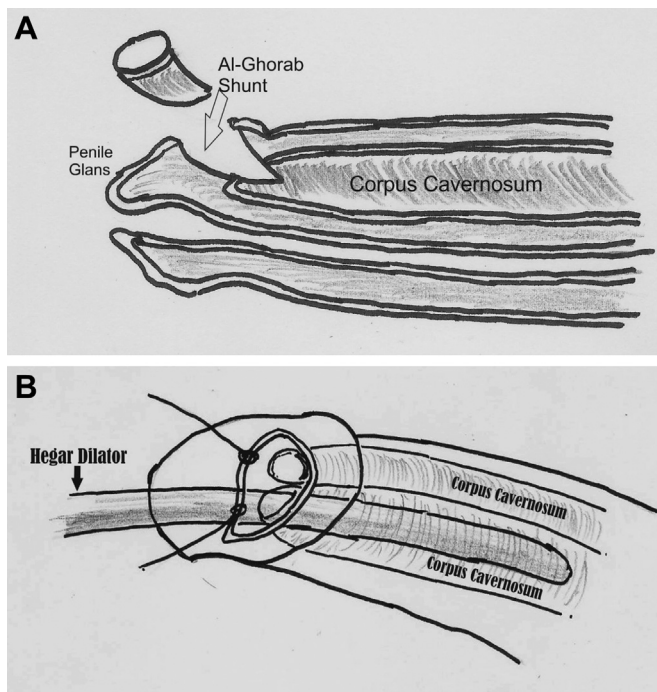 A
Al-Ghorab
Shunt
Penile
Glans
Corpus Cavernosum
B
Hegar Dilator
Corpus Cavernosum
Corpus Cavernosum